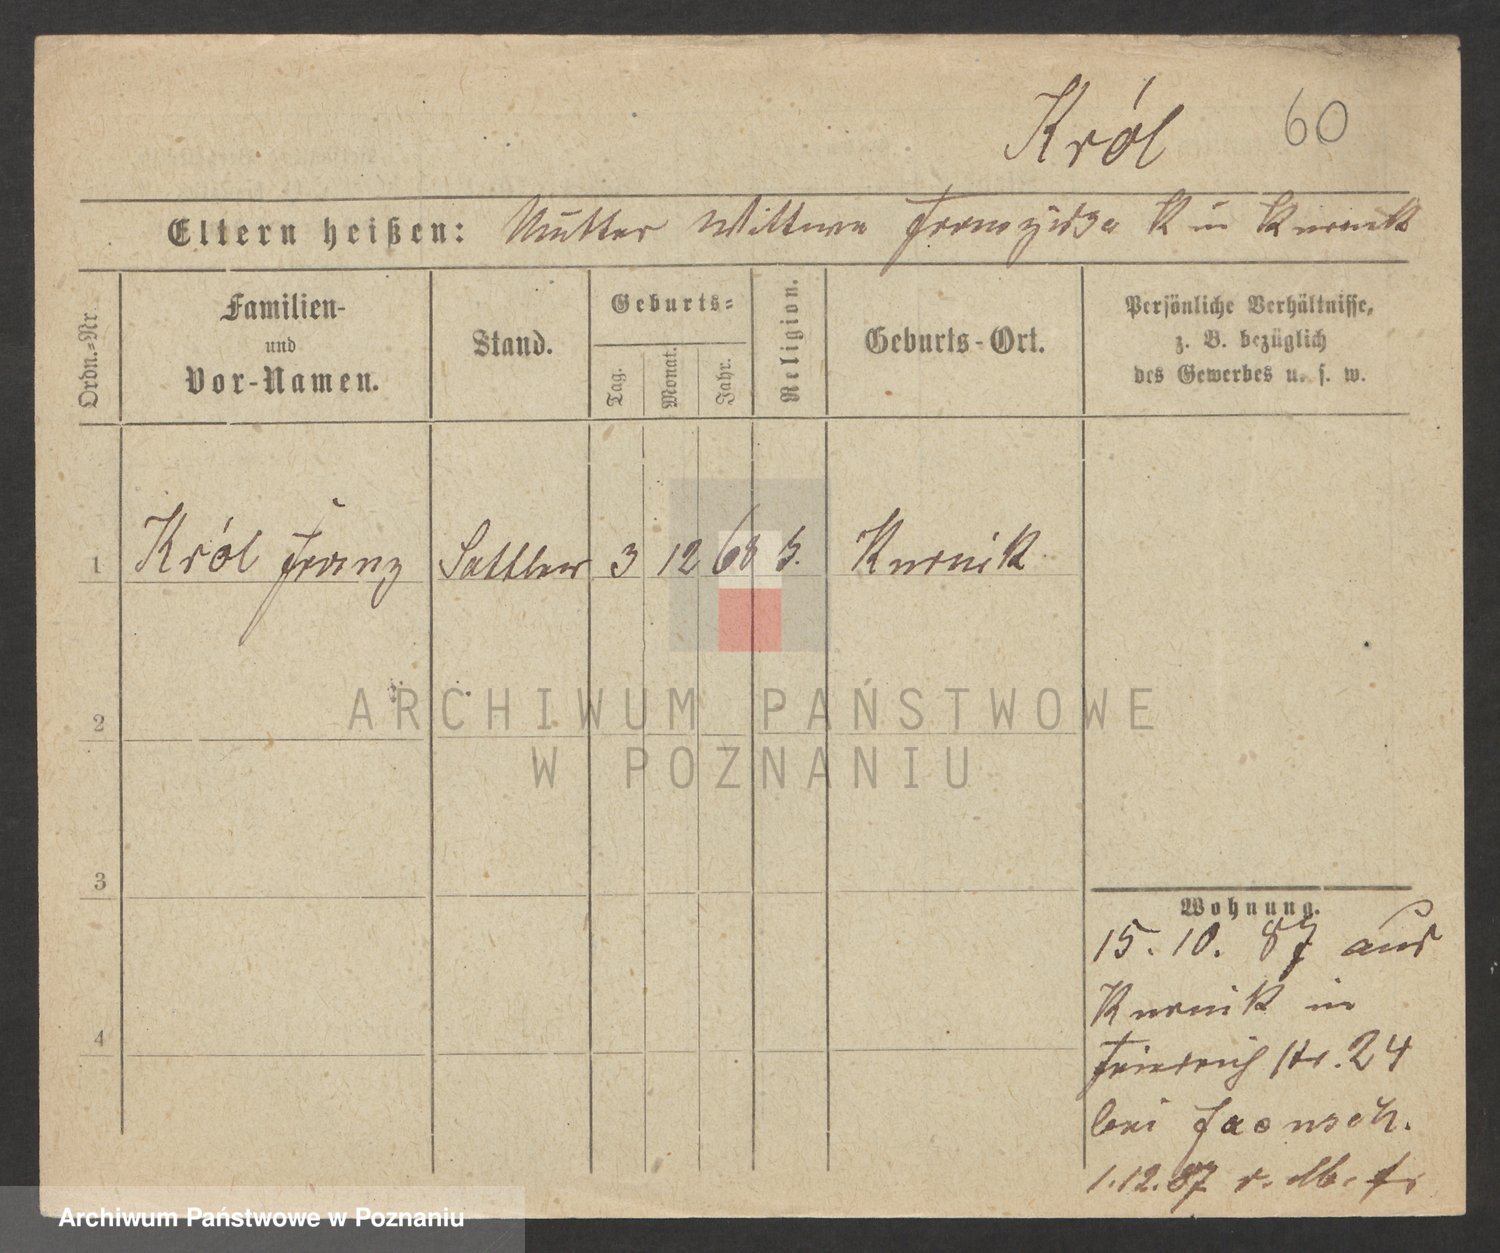 Król 60
Eltern heißen: Mutter Wittwe Franziska K in Kurnik
Ordn.-Nr.
Familien-
und
Vor-Namen.
Stand.
Geburts-
Tag.
Monat.
Jahr.
Religion.
Geburts-Ort.
Persönliche Verhältnisse,
z. B. bezüglich
des Gewerbes u. s. w.
1 Król Franz Sattler 3 12 68 Kurnik
2
3
4
Wohnung.
15. 10. 87 aus
Kurnik in
Friedrich Str. 24
bei
1.12.87
ARCHIWUM PAŃSTWOWE
W POZNANIU
Archiwum Państwowe w Poznaniu